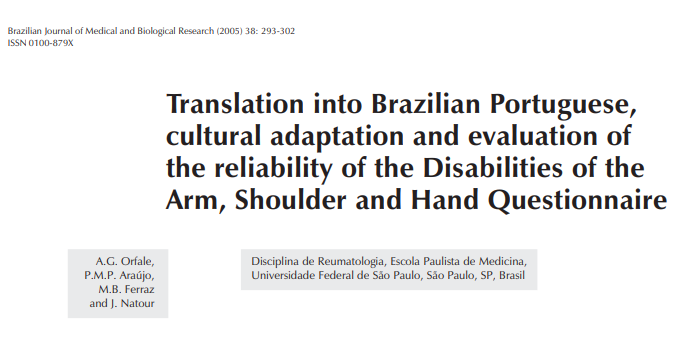 Brazilian Journal of Medical and Biological Research (2005) 38: 293-302
ISSN 0100-879X
Translation into Brazilian Portuguese,
cultural adaptation and evaluation of
the reliability of the Disabilities of the
Arm, Shoulder and Hand Questionnaire
A.G. Orfale,
P.M.P. Araújo,
M.B. Ferraz
and J. Natour
Disciplina de Reumatologia, Escola Paulista de Medicina,
Universidade Federal de São Paulo, São Paulo, SP, Brasil